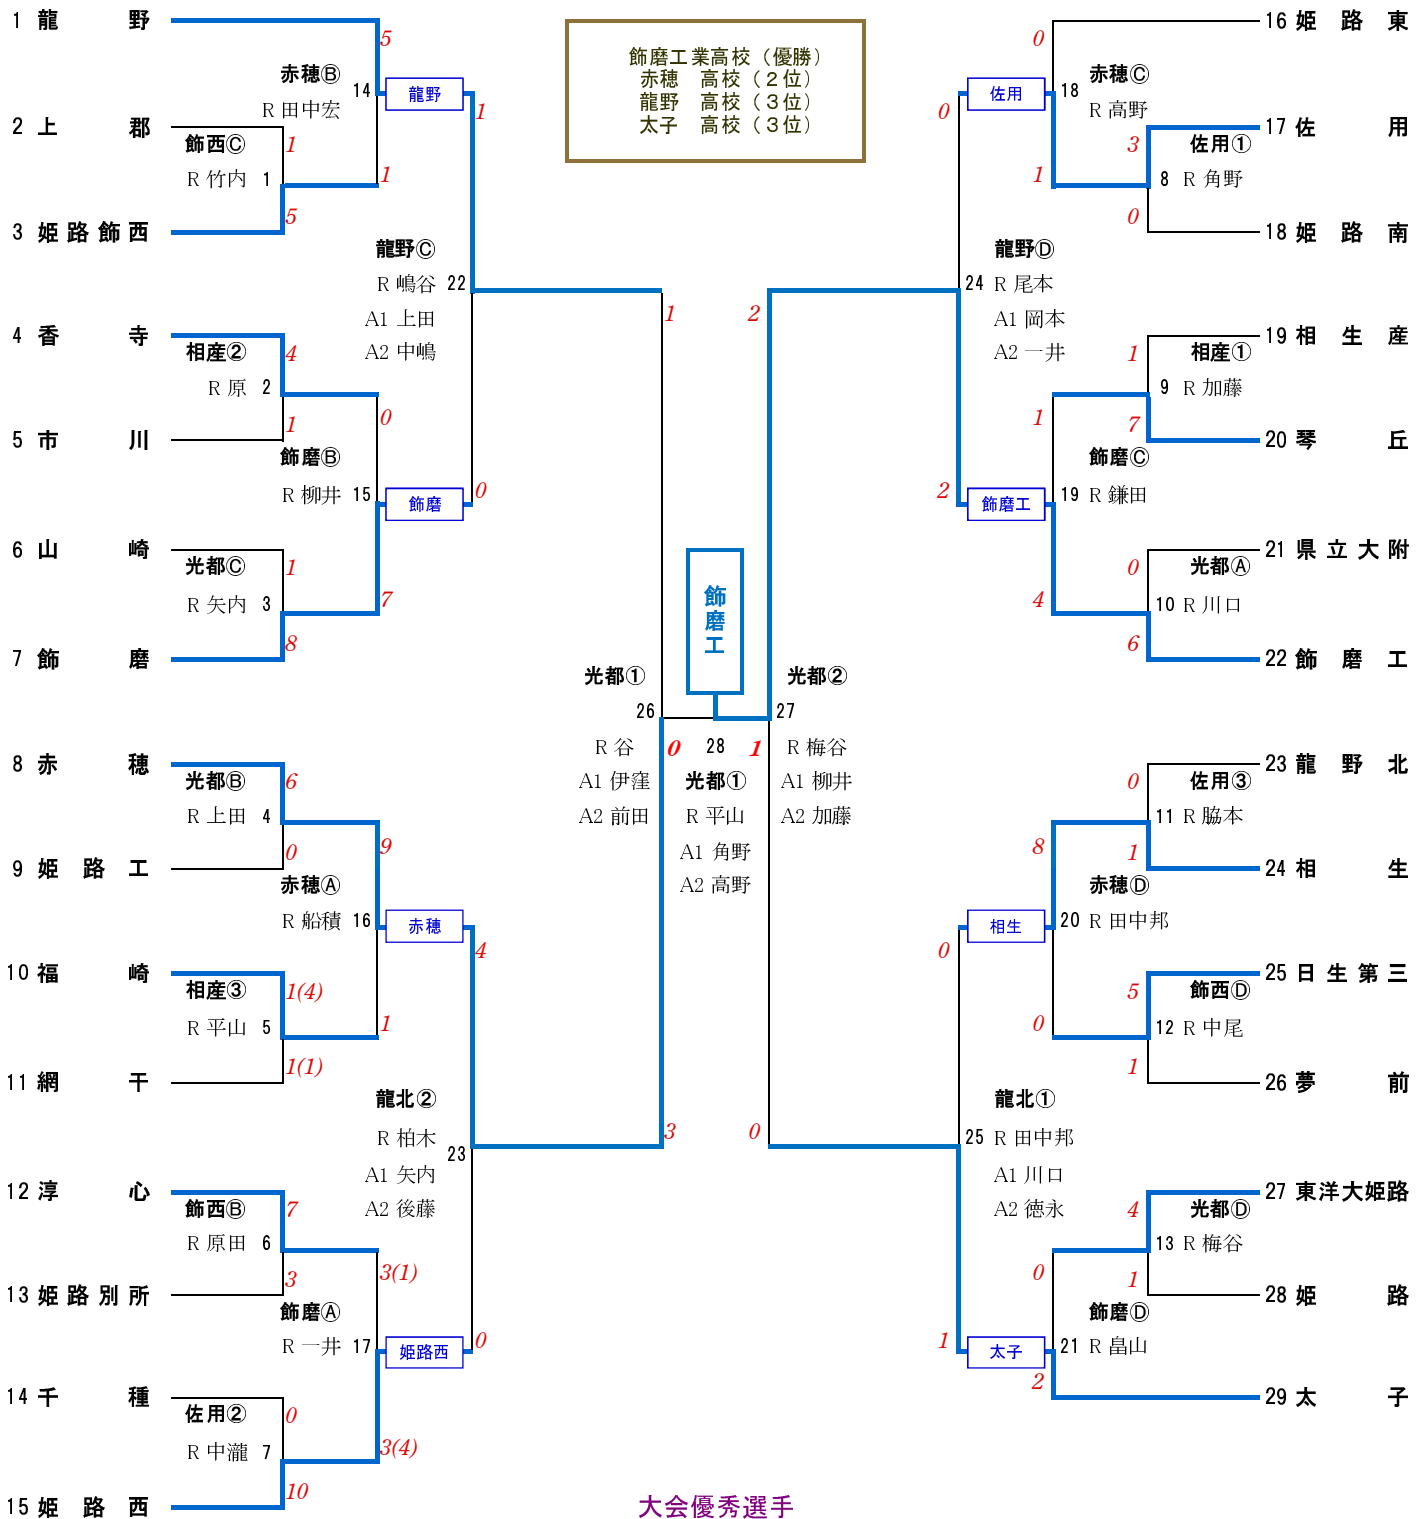 飾磨工業高校（優勝）
赤穂　高校（２位）
龍野　高校（３位）
太子　高校（３位）
1 龍野
5
赤穂Ⓑ
14
R 田中宏
龍野
1
2 上郡
飾西Ⓒ
1
R 竹内 1
1
5
3 姫路飾西
龍野Ⓒ
R 嶋谷 22
A1 上田
A2 中嶋
1
4 香寺
相産②
4
R 原 2
0
1
5 市川
飾磨Ⓑ
R 柳井 15
飾磨
0
6 山崎
光都Ⓒ
1
R 矢内 3
7
8
7 飾磨
光都①
26
R 谷
A1 伊窪
A2 前田
0
8 赤穂
光都Ⓑ
6
R 上田 4
9
0
9 姫路工
赤穂Ⓐ
R 船積 16
赤穂
4
10 福崎
相産③
1(4)
R 平山 5
1
1(1)
11 網干
龍北②
R 柏木
23
A1 矢内
A2 後藤
3
12 淳心
飾西Ⓑ
7
R 原田 6
3(1)
3
13 姫路別所
飾磨Ⓐ
R 一井 17
姫路西
0
14 千種
佐用②
0
R 中瀧 7
3(4)
10
15 姫路西
飾磨工
28
光都①
R 平山
A1 角野
A2 高野
16 姫路東
0
赤穂Ⓒ
18
R 高野
佐用
0
17 佐用
3
佐用①
1
8 R 角野
0
18 姫路南
龍野Ⓓ
24 R 尾本
A1 岡本
A2 一井
2
19 相生産
1
相産①
9 R 加藤
1
7
20 琴丘
飾磨Ⓒ
19 R 鎌田
飾磨工
2
21 県立大附
0
光都Ⓐ
10 R 川口
4
6
22 飾磨工
光都②
27
R 梅谷
A1 柳井
A2 加藤
1
23 龍野北
0
佐用③
11 R 脇本
8
1
24 相生
赤穂Ⓓ
20 R 田中邦
相生
0
25 日生第三
5
飾西Ⓓ
12 R 中尾
0
1
26 夢前
龍北①
25 R 田中邦
A1 川口
A2 徳永
0
27 東洋大姫路
4
光都Ⓓ
13 R 梅谷
0
1
28 姫路
飾磨Ⓓ
21 R 畠山
太子
1
2
29 太子
大会優秀選手